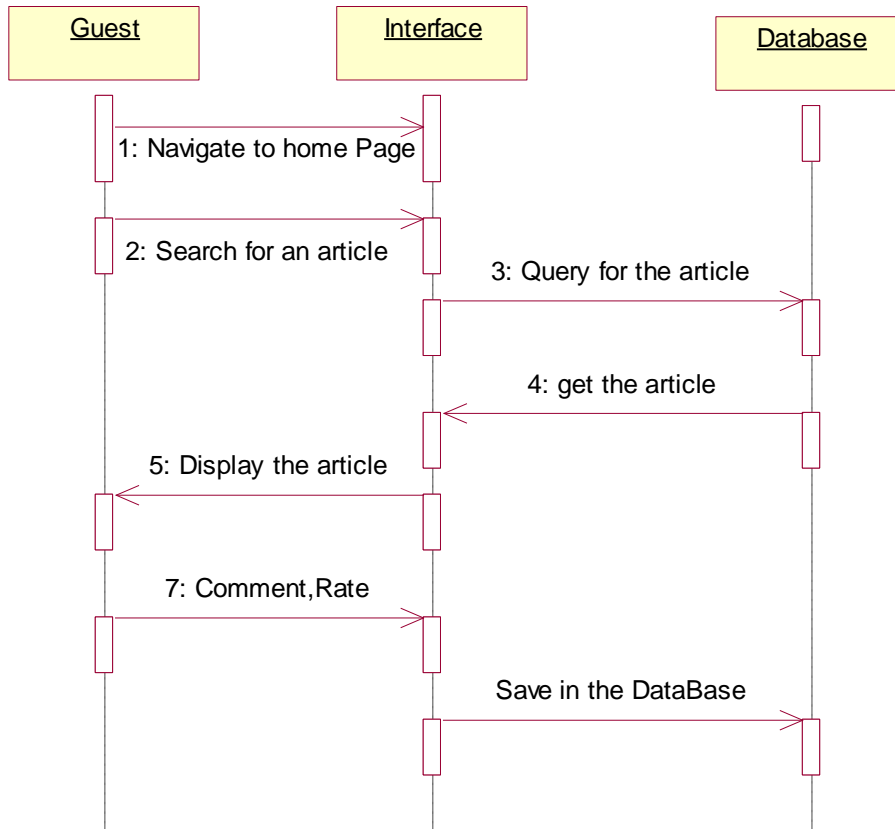 Guest
Interface
Database
1: Navigate to home Page
2: Search for an article
3: Query for the article
4: get the article
5: Display the article
7: Comment,Rate
Save in the DataBase